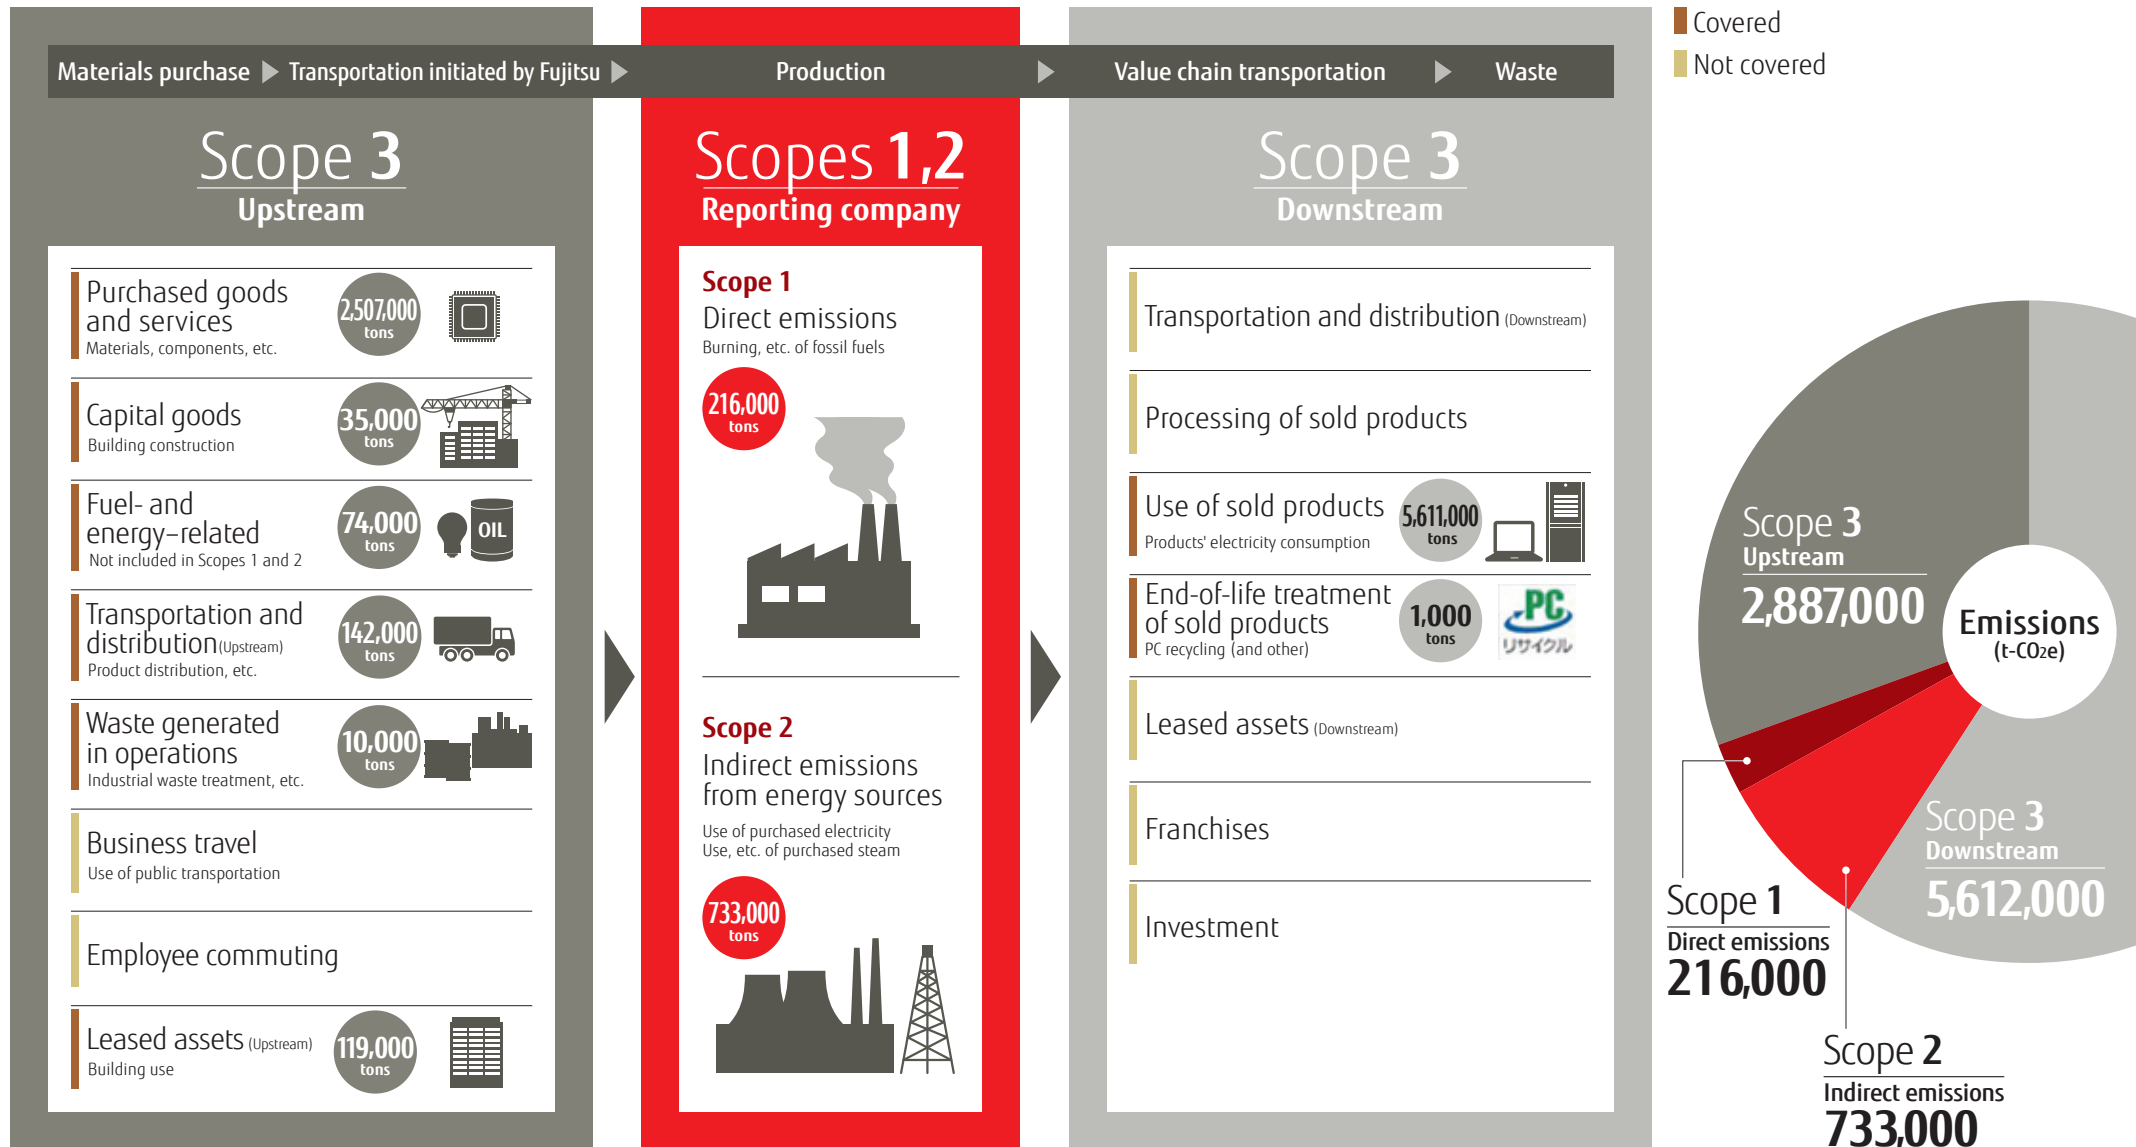 Materials purchase
Transportation initiated by Fujitsu
Production
Value chain transportation
Waste
Covered
Not covered
Scope 3
Upstream
Purchased goods
and services
Materials, components, etc.
2,507,000
tons
Capital goods
Building construction
35,000
tons
Fuel- and
energy-related
Not included in Scopes 1 and 2
74,000
tons
OIL
Transportation and
distribution (Upstream)
Product distribution, etc.
142,000
tons
Waste generated
in operations
Industrial waste treatment, etc.
10,000
tons
Business travel
Use of public transportation
Employee commuting
Leased assets (Upstream)
Building use
119,000
tons
Scopes 1,2
Reporting company
Scope 1
Direct emissions
Burning, etc. of fossil fuels
216,000
tons
Scope 2
Indirect emissions
from energy sources
Use of purchased electricity
Use, etc. of purchased steam
733,000
tons
Scope 3
Downstream
Transportation and distribution (Downstream)
Processing of sold products
Use of sold products
Products' electricity consumption
5,611,000
tons
End-of-life treatment
of sold products
PC recycling (and other)
1,000
tons
PC
リサイクル
Leased assets (Downstream)
Franchises
Investment
Scope 3
Upstream
2,887,000
Emissions
(t-CO2e)
Scope 3
Downstream
5,612,000
Scope 1
Direct emissions
216,000
Scope 2
Indirect emissions
733,000